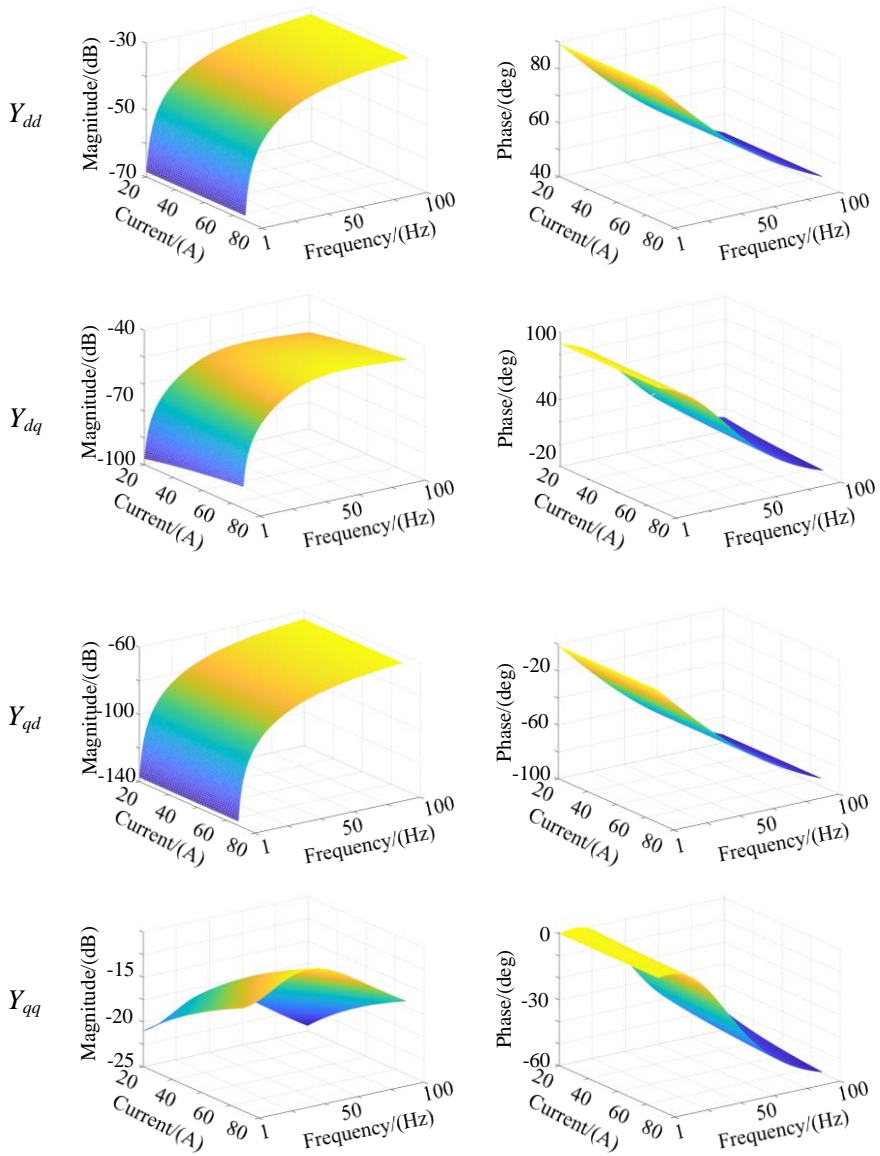 Y_dd
Magnitude/(dB)
-30
-50
-70
20
40
60
80
Current/(A)
1
50
100
Frequency/(Hz)
Phase/(deg)
80
60
40
20
40
60
80
Current/(A)
1
50
100
Frequency/(Hz)
Y_dq
Magnitude/(dB)
-40
-70
-100
20
40
60
80
Current/(A)
1
50
100
Frequency/(Hz)
Phase/(deg)
100
40
-20
20
40
60
80
Current/(A)
1
50
100
Frequency/(Hz)
Y_qd
Magnitude/(dB)
-60
-100
-140
20
40
60
80
Current/(A)
1
50
100
Frequency/(Hz)
Phase/(deg)
-20
-60
-100
20
40
60
80
Current/(A)
1
50
100
Frequency/(Hz)
Y_qq
Magnitude/(dB)
-15
-20
-25
20
40
60
80
Current/(A)
1
50
100
Frequency/(Hz)
Phase/(deg)
0
-30
-60
20
40
60
80
Current/(A)
1
50
100
Frequency/(Hz)